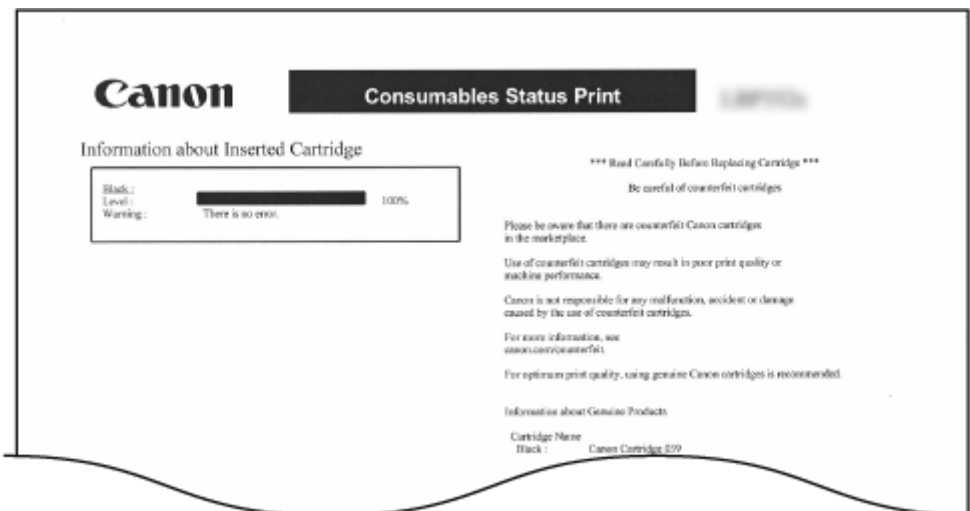 Canon
Consumables Status Print
Information about Inserted Cartridge
Black :
Level : 100%
Warning : There is no error.
*** Read Carefully Before Replacing Cartridge ***
Be careful of counterfeit cartridges
Please be aware that there are counterfeit Canon cartridges
in the marketplace.
Use of counterfeit cartridges may result in poor print quality or
machine performance.
Canon is not responsible for any malfunction, accident or damage
caused by the use of counterfeit cartridges.
For more information, see
canon.com/counterfeit.
For optimum print quality, using genuine Canon cartridges is recommended.
Information about Genuine Products
Cartridge Name
Black : Canon Cartridge 039